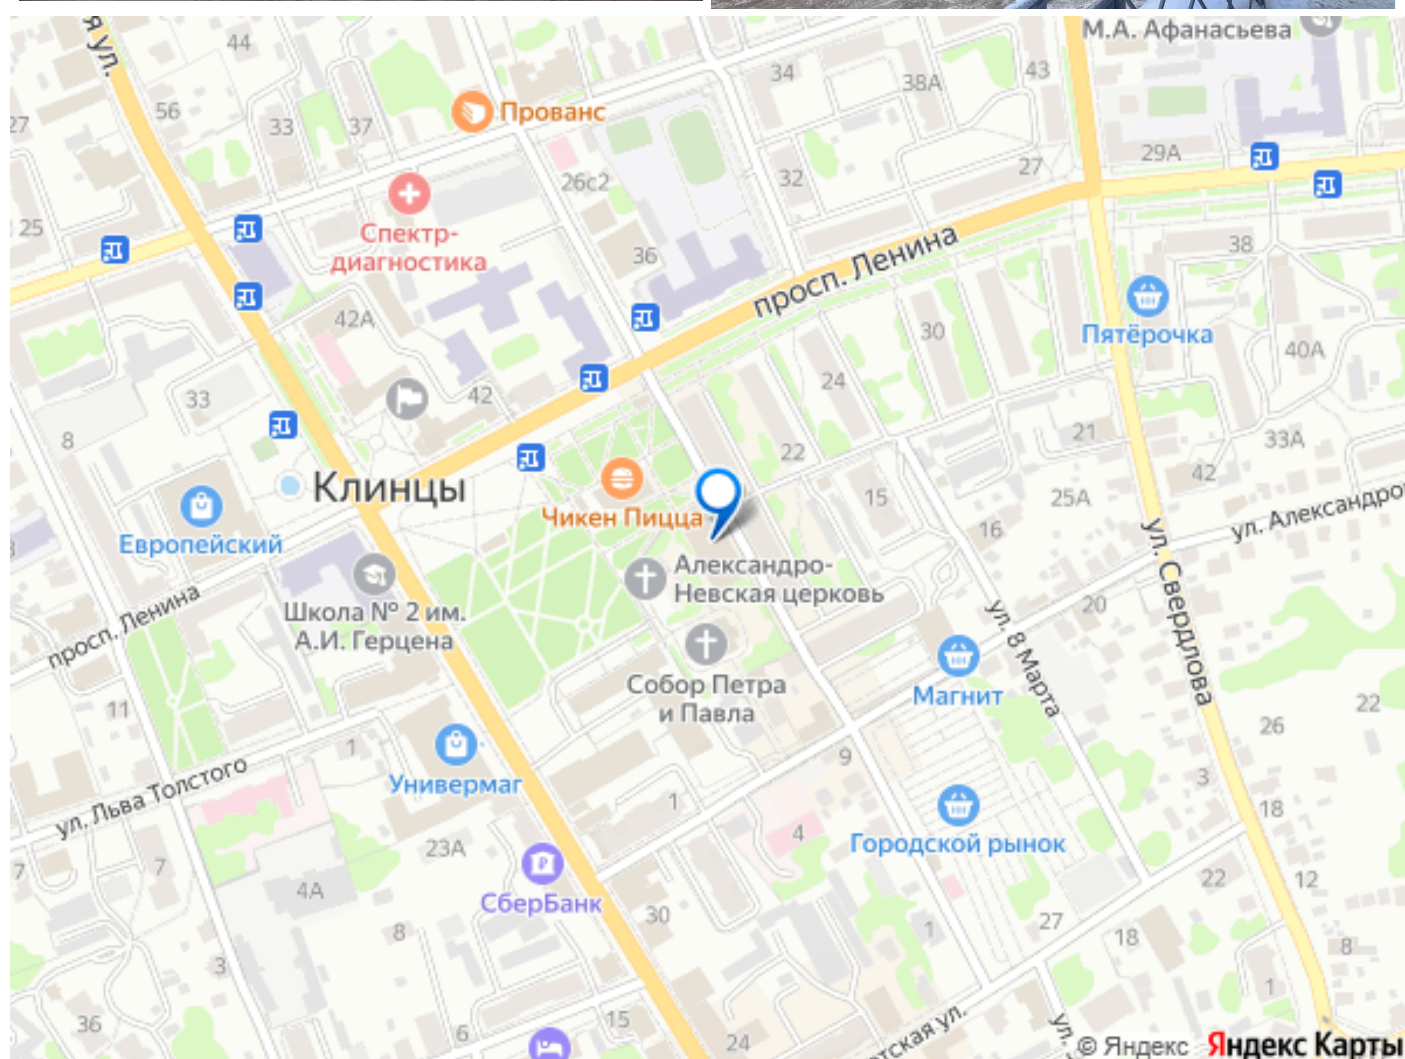 я ул.
44
М.А. Афанасьева
34
38А
43
56
27
33
37
Прованс
29А
26с2
32
27
25
Спектр-
диагностика
36
просп. Ленина
38
42А
30
Пятёрочка
40А
33
42
24
8
22
21
33А
42
Клинцы
15
25А
16
ул. Александро
Чикен Пицца
Европейский
Александро-
Невская церковь
Школа № 2 им.
А.И. Герцена
просп. Ленина
20
ул. Свердлова
ул. 8 Марта
Собор Петра
и Павла
Магнит
11
22
26
1
9
3
Универмаг
ул. Льва Толстого
1
4
18
Городской рынок
23А
7
7
4А
СберБанк
22
12
30
8
1
27
18
8
3
1
36
6
15
24
тская ул.
ул.
© Яндекс Яндекс Карты